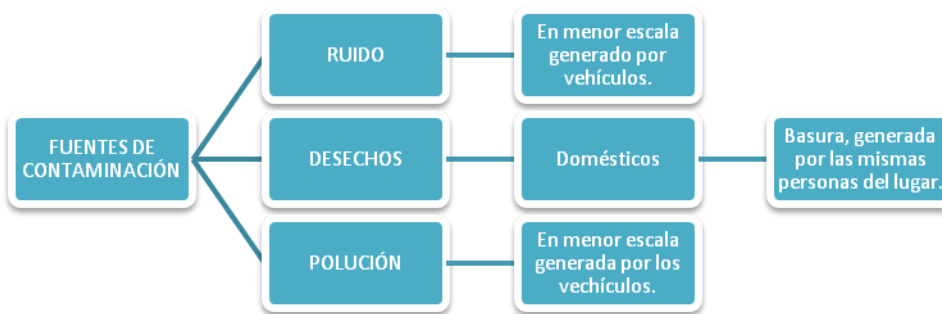 FUENTES DE
CONTAMINACIÓN
RUIDO
En menor escala
generado por
vehículos.
DESECHOS
Domésticos
Basura, generada
por las mismas
personas del lugar.
POLUCIÓN
En menor escala
generada por los
vechículos.